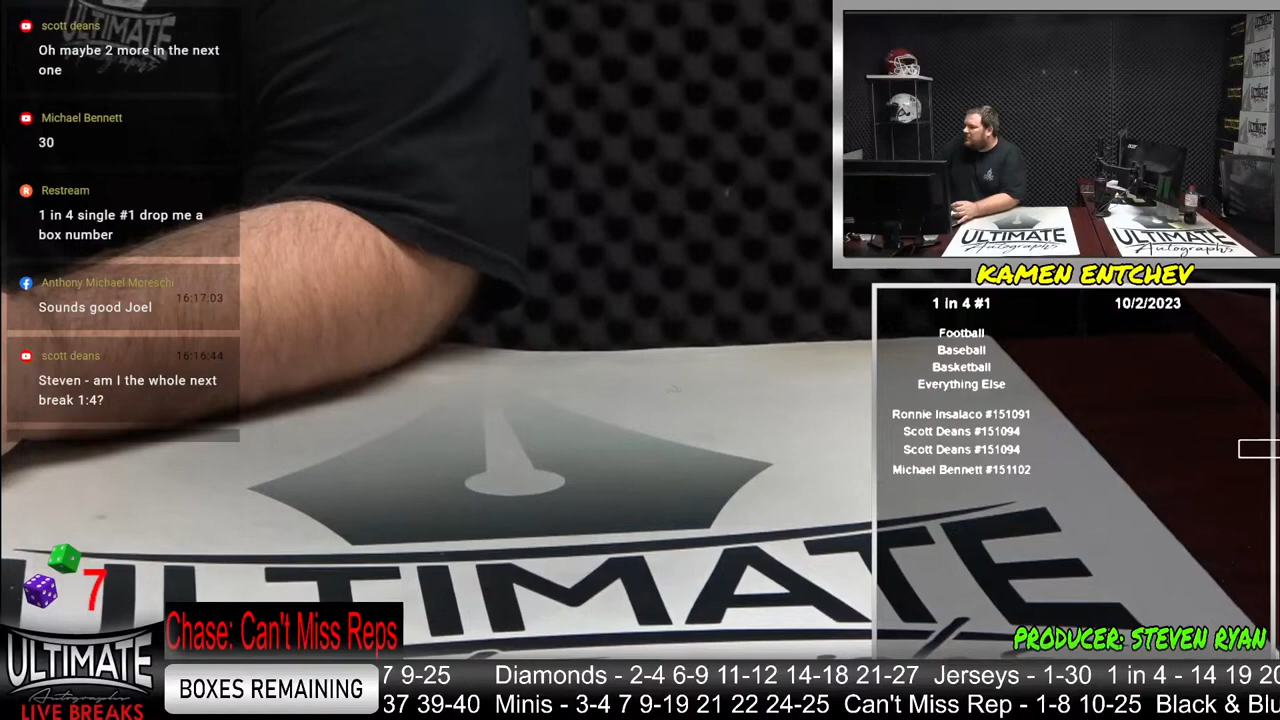 scott deans
Oh maybe 2 more in the next
one
Michael Bennett
30
Restream
1 in 4 single #1 drop me a
box number
Anthony Michael Moreschi
16:17:03
Sounds good Joel
scott deans
16:16:44
Steven - am I the whole next
break 1:4?
ULTIMATE
Autographs
ULTIMATE
Autographs
KAMEN ENTCHEV
1 in 4 #1
10/2/2023
Football
Baseball
Basketball
Everything Else
Ronnie Insalaco #151091
Scott Deans #151094
Scott Deans #151094
Michael Bennett #151102
ULTIMATE
7
Chase: Can't Miss Reps
PRODUCER: STEVEN RYAN
ULTIMATE
Autographs
LIVE BREAKS
BOXES REMAINING
7 9-25 Diamonds - 2-4 6-9 11-12 14-18 21-27 Jerseys - 1-30 1 in 4 - 14 19 20
37 39-40 Minis - 3-4 7 9-19 21 22 24-25 Can't Miss Rep - 1-8 10-25 Black & Blu